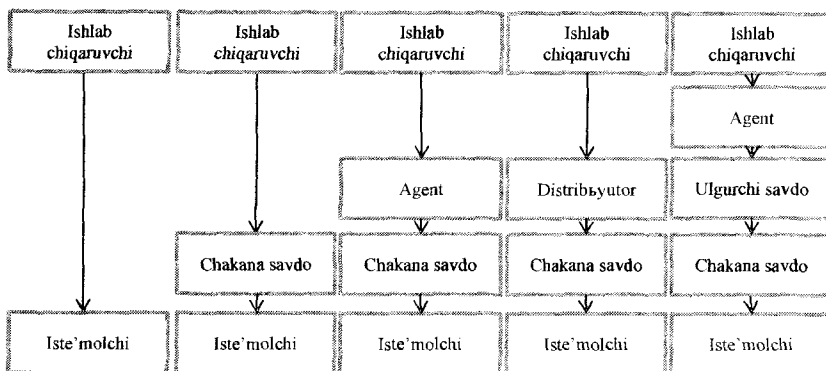 Ishlab Ishlab Ishlab Ishlab Ishlab
chiqaruvchi chiqaruvchi chiqaruvchi chiqaruvchi chiqaruvchi
Agent
Agent Distribьyutor Ulgurchi savdo
Chakana savdo Chakana savdo Chakana savdo Chakana savdo
Iste’molchi Iste’molchi Iste’molchi Iste’molchi Iste’molchi